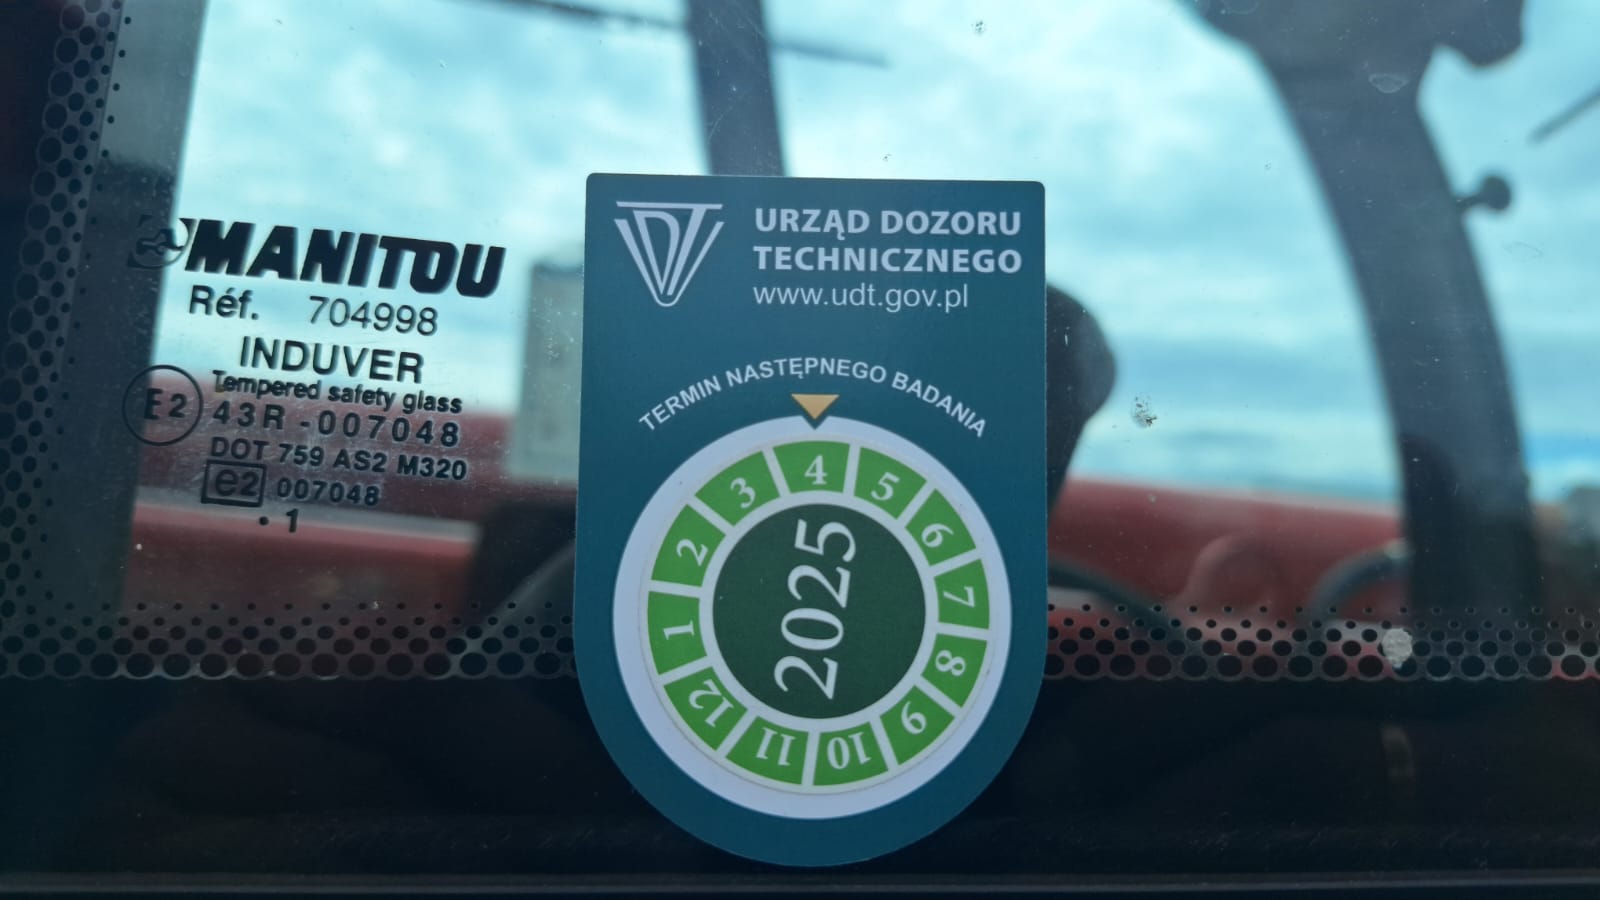 MANITOU
Réf. 704998
INDUVER
Tempered safety glass
E2 43R-007048
DOT 759 AS2 M320
e2 007048
.1
UDT
URZĄD DOZORU
TECHNICZNEGO
www.udt.gov.pl
TERMIN NASTĘPNEGO BADANIA
4
5
6
7
8
9
10
11
12
1
2
3
2025